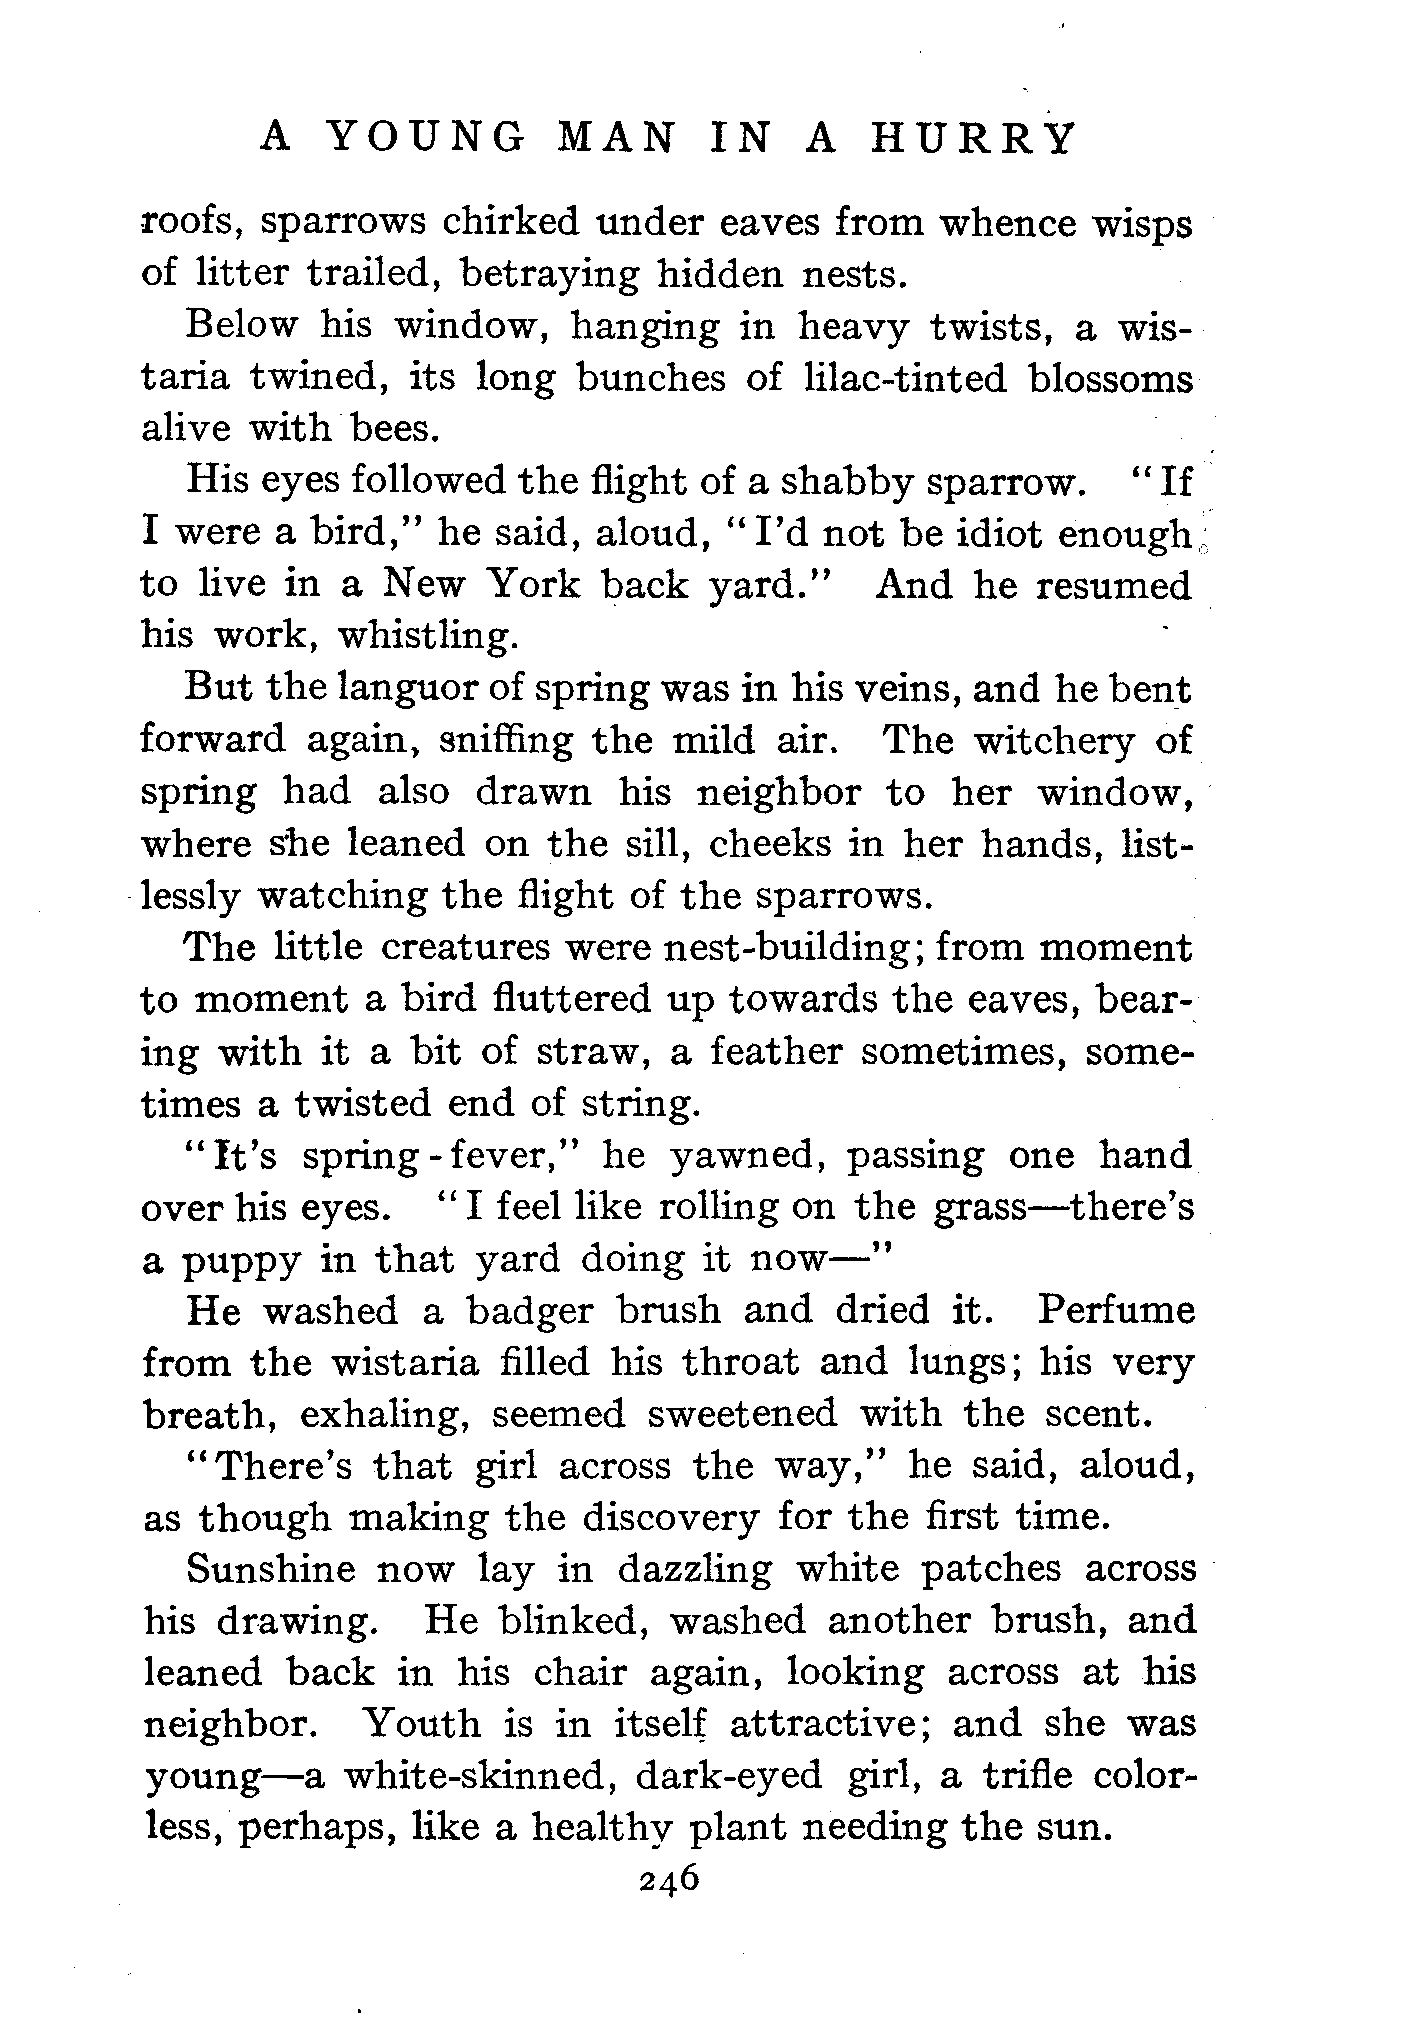 A YOUNG MAN IN A HURRY
roofs, sparrows chirked under eaves from whence wisps
of litter trailed, betraying hidden nests.
Below his window, hanging in heavy twists, a wis-
taria twined, its long bunches of lilac-tinted blossoms
alive with bees.
His eyes followed the flight of a shabby sparrow. "If
I were a bird," he said, aloud, "I'd not be idiot enough
to live in a New York back yard." And he resumed
his work, whistling.
But the languor of spring was in his veins, and he bent
forward again, sniffing the mild air. The witchery of
spring had also drawn his neighbor to her window,
where she leaned on the sill, cheeks in her hands, list-
lessly watching the flight of the sparrows.
The little creatures were nest-building; from moment
to moment a bird fluttered up towards the eaves, bear-
ing with it a bit of straw, a feather sometimes, some-
times a twisted end of string.
"It's spring-fever," he yawned, passing one hand
over his eyes. "I feel like rolling on the grass—there's
a puppy in that yard doing it now—"
He washed a badger brush and dried it. Perfume
from the wistaria filled his throat and lungs; his very
breath, exhaling, seemed sweetened with the scent.
"There's that girl across the way," he said, aloud,
as though making the discovery for the first time.
Sunshine now lay in dazzling white patches across
his drawing. He blinked, washed another brush, and
leaned back in his chair again, looking across at his
neighbor. Youth is in itself attractive; and she was
young—a white-skinned, dark-eyed girl, a trifle color-
less, perhaps, like a healthy plant needing the sun.
246